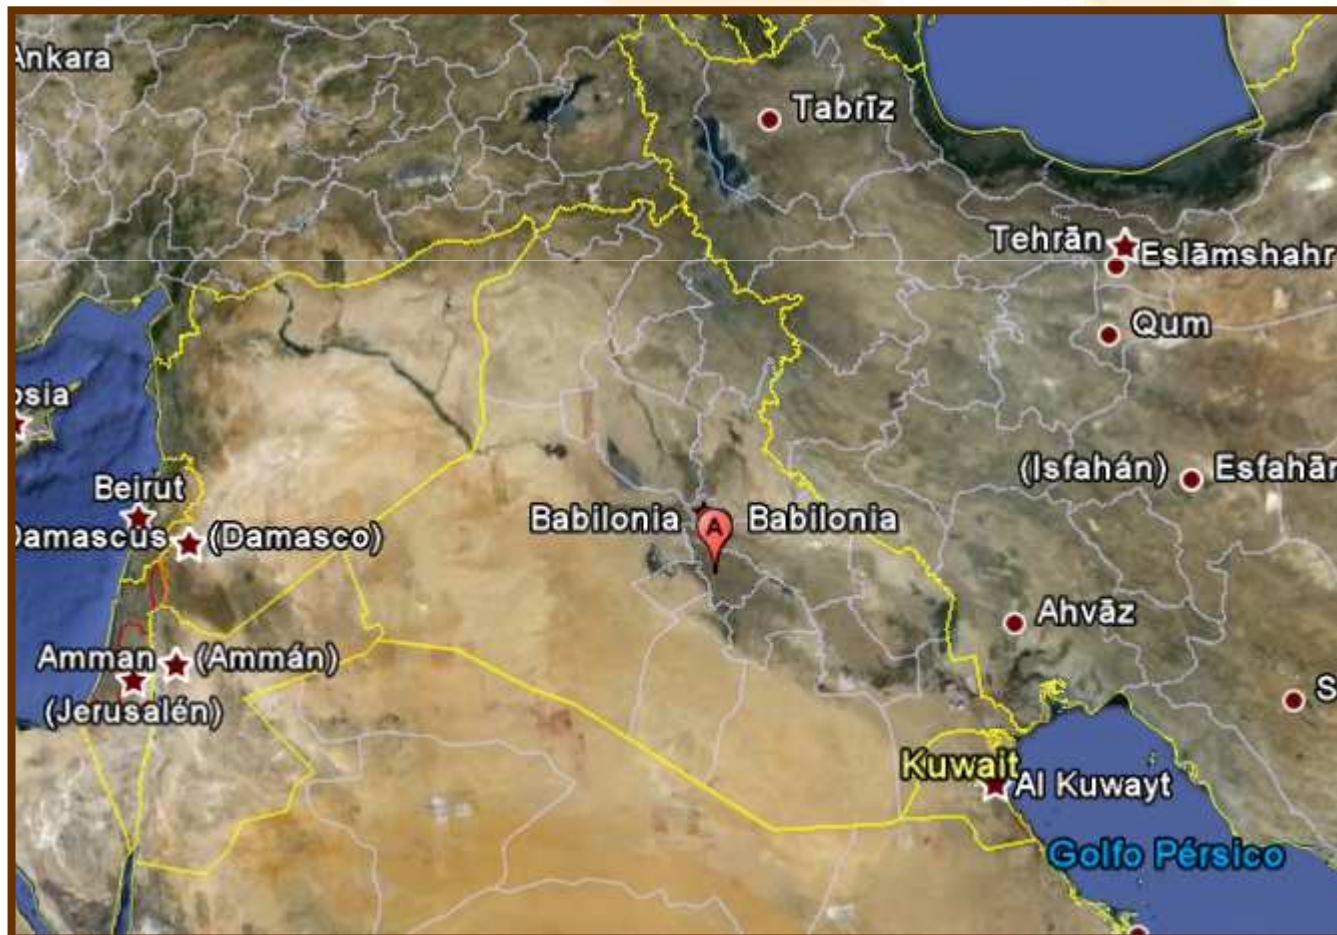 Ankara
Tabrīz
Tehrān
Eslāmshahr
Qum
osia
(Isfahán) Esfahān
Beirut
Babilonia A Babilonia
Damascus (Damasco)
Ahvāz
Amman (Ammán)
(Jerusalén)
S
Kuwait
Al Kuwayt
Golfo Pérsico